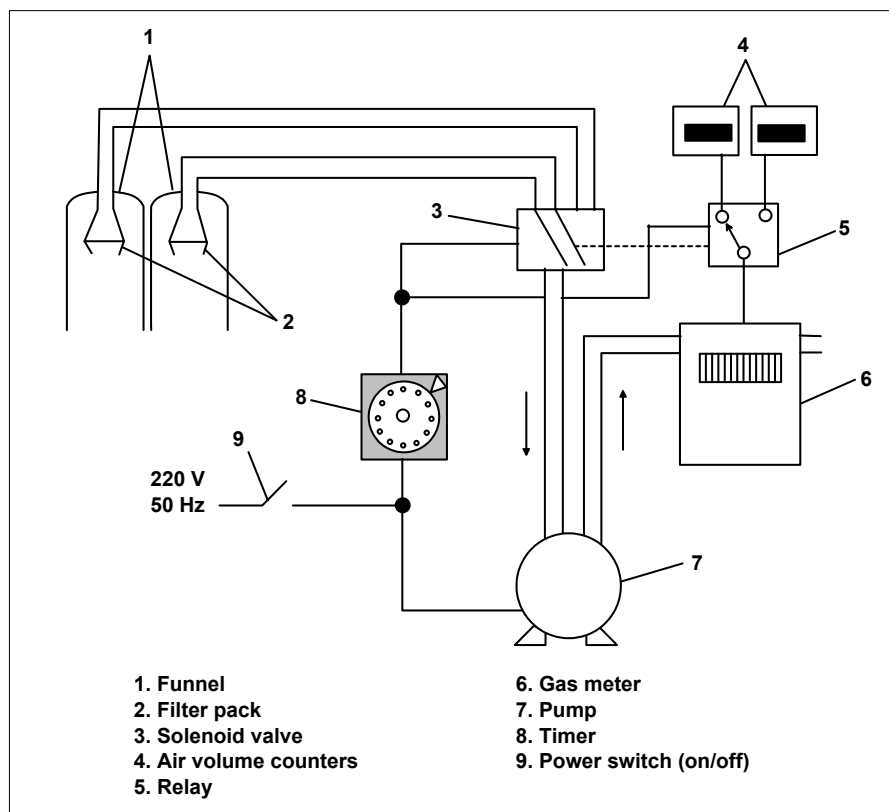 1
4
3
5
2
8
6
9
220 V
50 Hz
7
1. Funnel
2. Filter pack
3. Solenoid valve
4. Air volume counters
5. Relay
6. Gas meter
7. Pump
8. Timer
9. Power switch (on/off)